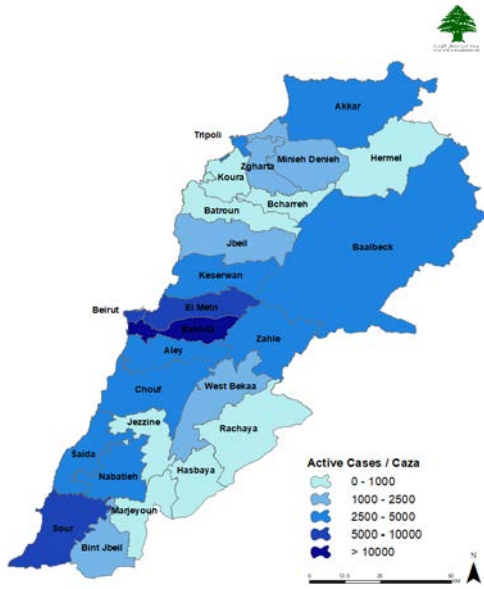 Akkar
Tripoli
Hermel
Zgharta
Minieh Denieh
Koura
Bcharreh
Batroun
Jbeil
Baalbeck
Keserwan
Beirut
El Metn
Baabda
Zahle
Aley
Chouf
West Bekaa
Jezzine
Rachaya
Saida
Nabatieh
Hasbaya
Marjeyoun
Sour
Bint Jbeil
Active Cases / Caza
0 - 1000
1000 - 2500
2500 - 5000
5000 - 10000
> 10000
N